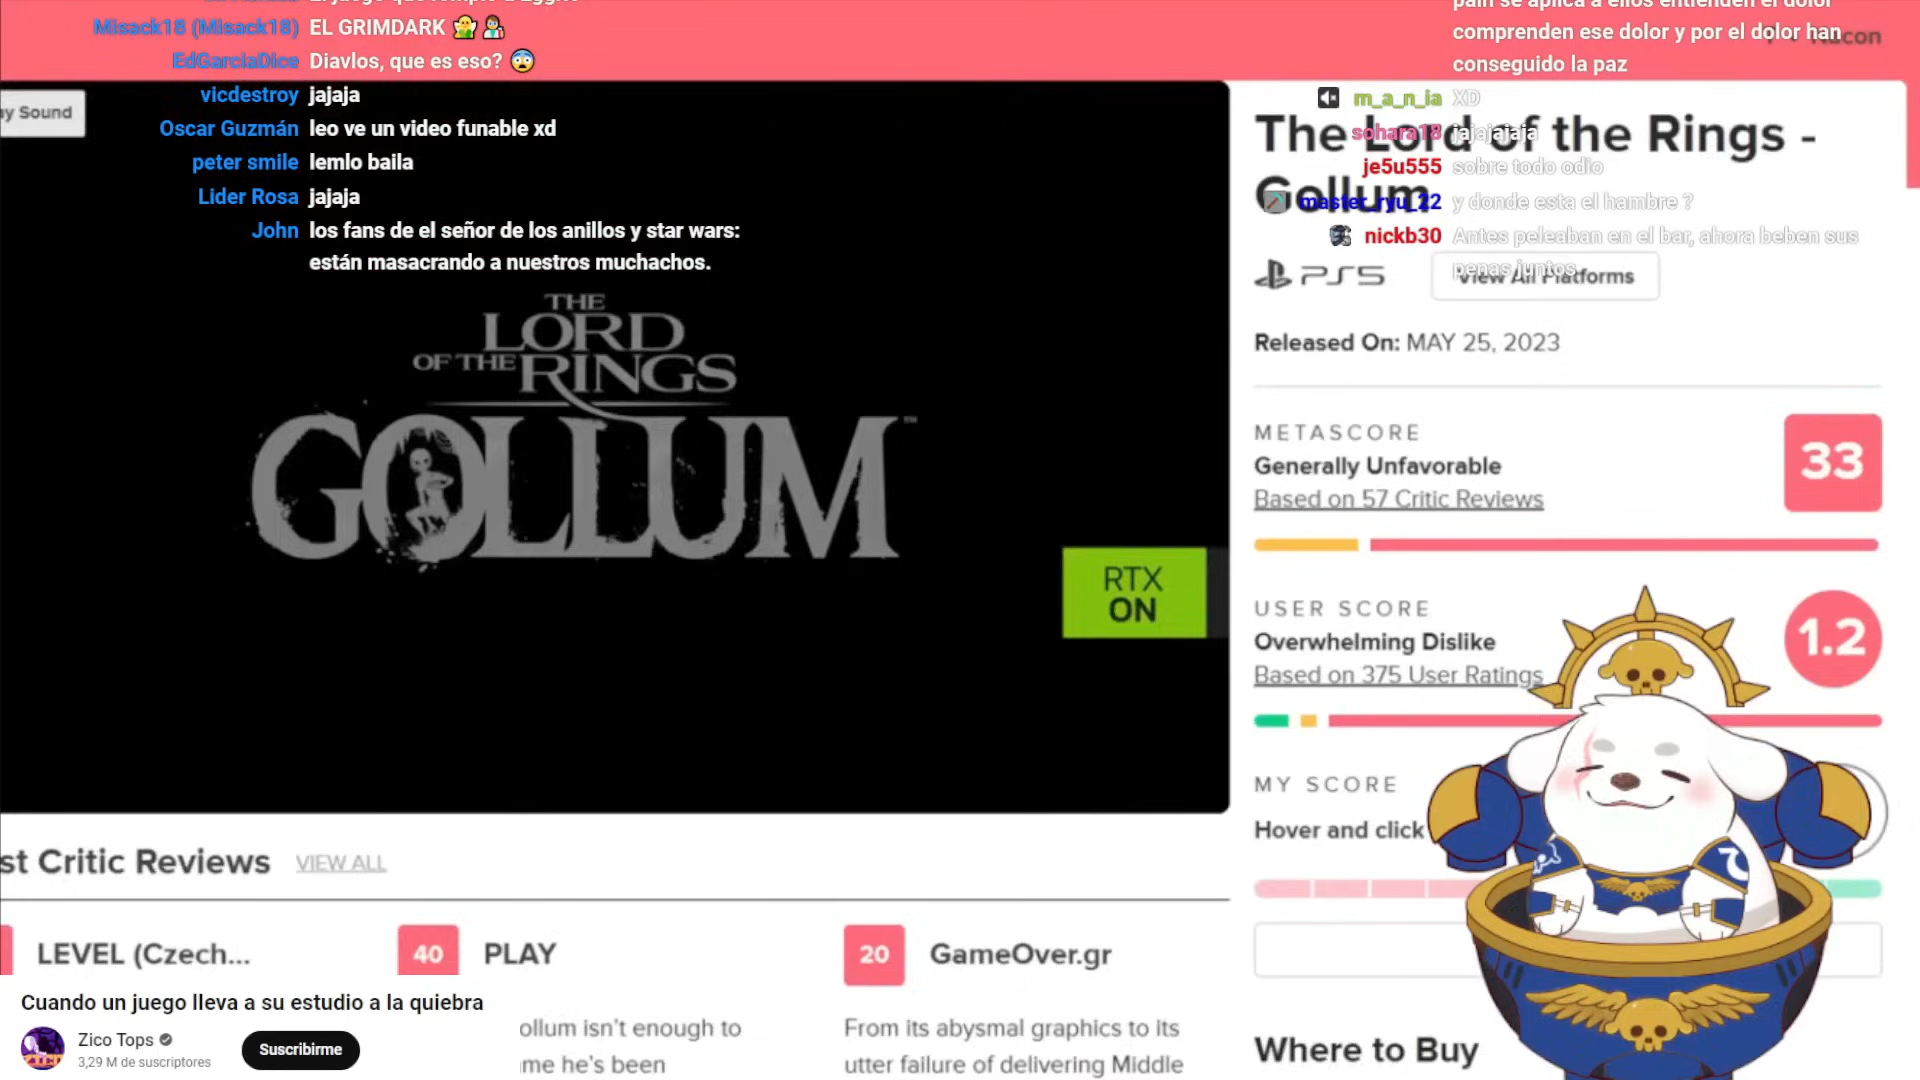 Misack18 (Misack18) EL GRIMDARK
EdGarciaDice Diavlos, que es eso?
vicdestroy jajaja
Oscar Guzmán leo ve un video funable xd
peter smile lemlo baila
Lider Rosa jajaja
John los fans de el señor de los anillos y star wars:
están masacrando a nuestros muchachos.
ay Sound
THE
LORD
OF THE RINGS
GOLLUM™
RTX
ON
comprenden ese dolor y por el dolor han
conseguido la paz
m_a_n_ia XD
sohara18 jajajajaja
je5u555 sobre todo odio
master_ryu_22 y donde esta el hambre ?
nickb30 Antes peleaban en el bar, ahora beben sus
penas juntos
The Lord of the Rings -
Gollum
PS5
View All Platforms
Released On: MAY 25, 2023
METASCORE
Generally Unfavorable
Based on 57 Critic Reviews
33
USER SCORE
Overwhelming Dislike
Based on 375 User Ratings
1.2
MY SCORE
Hover and click
Where to Buy
st Critic Reviews VIEW ALL
LEVEL (Czech...
40 PLAY
20 GameOver.gr
ollum isn't enough to
me he's been
From its abysmal graphics to its
utter failure of delivering Middle
Cuando un juego lleva a su estudio a la quiebra
Zico Tops
3,29 M de suscriptores
Suscribirme